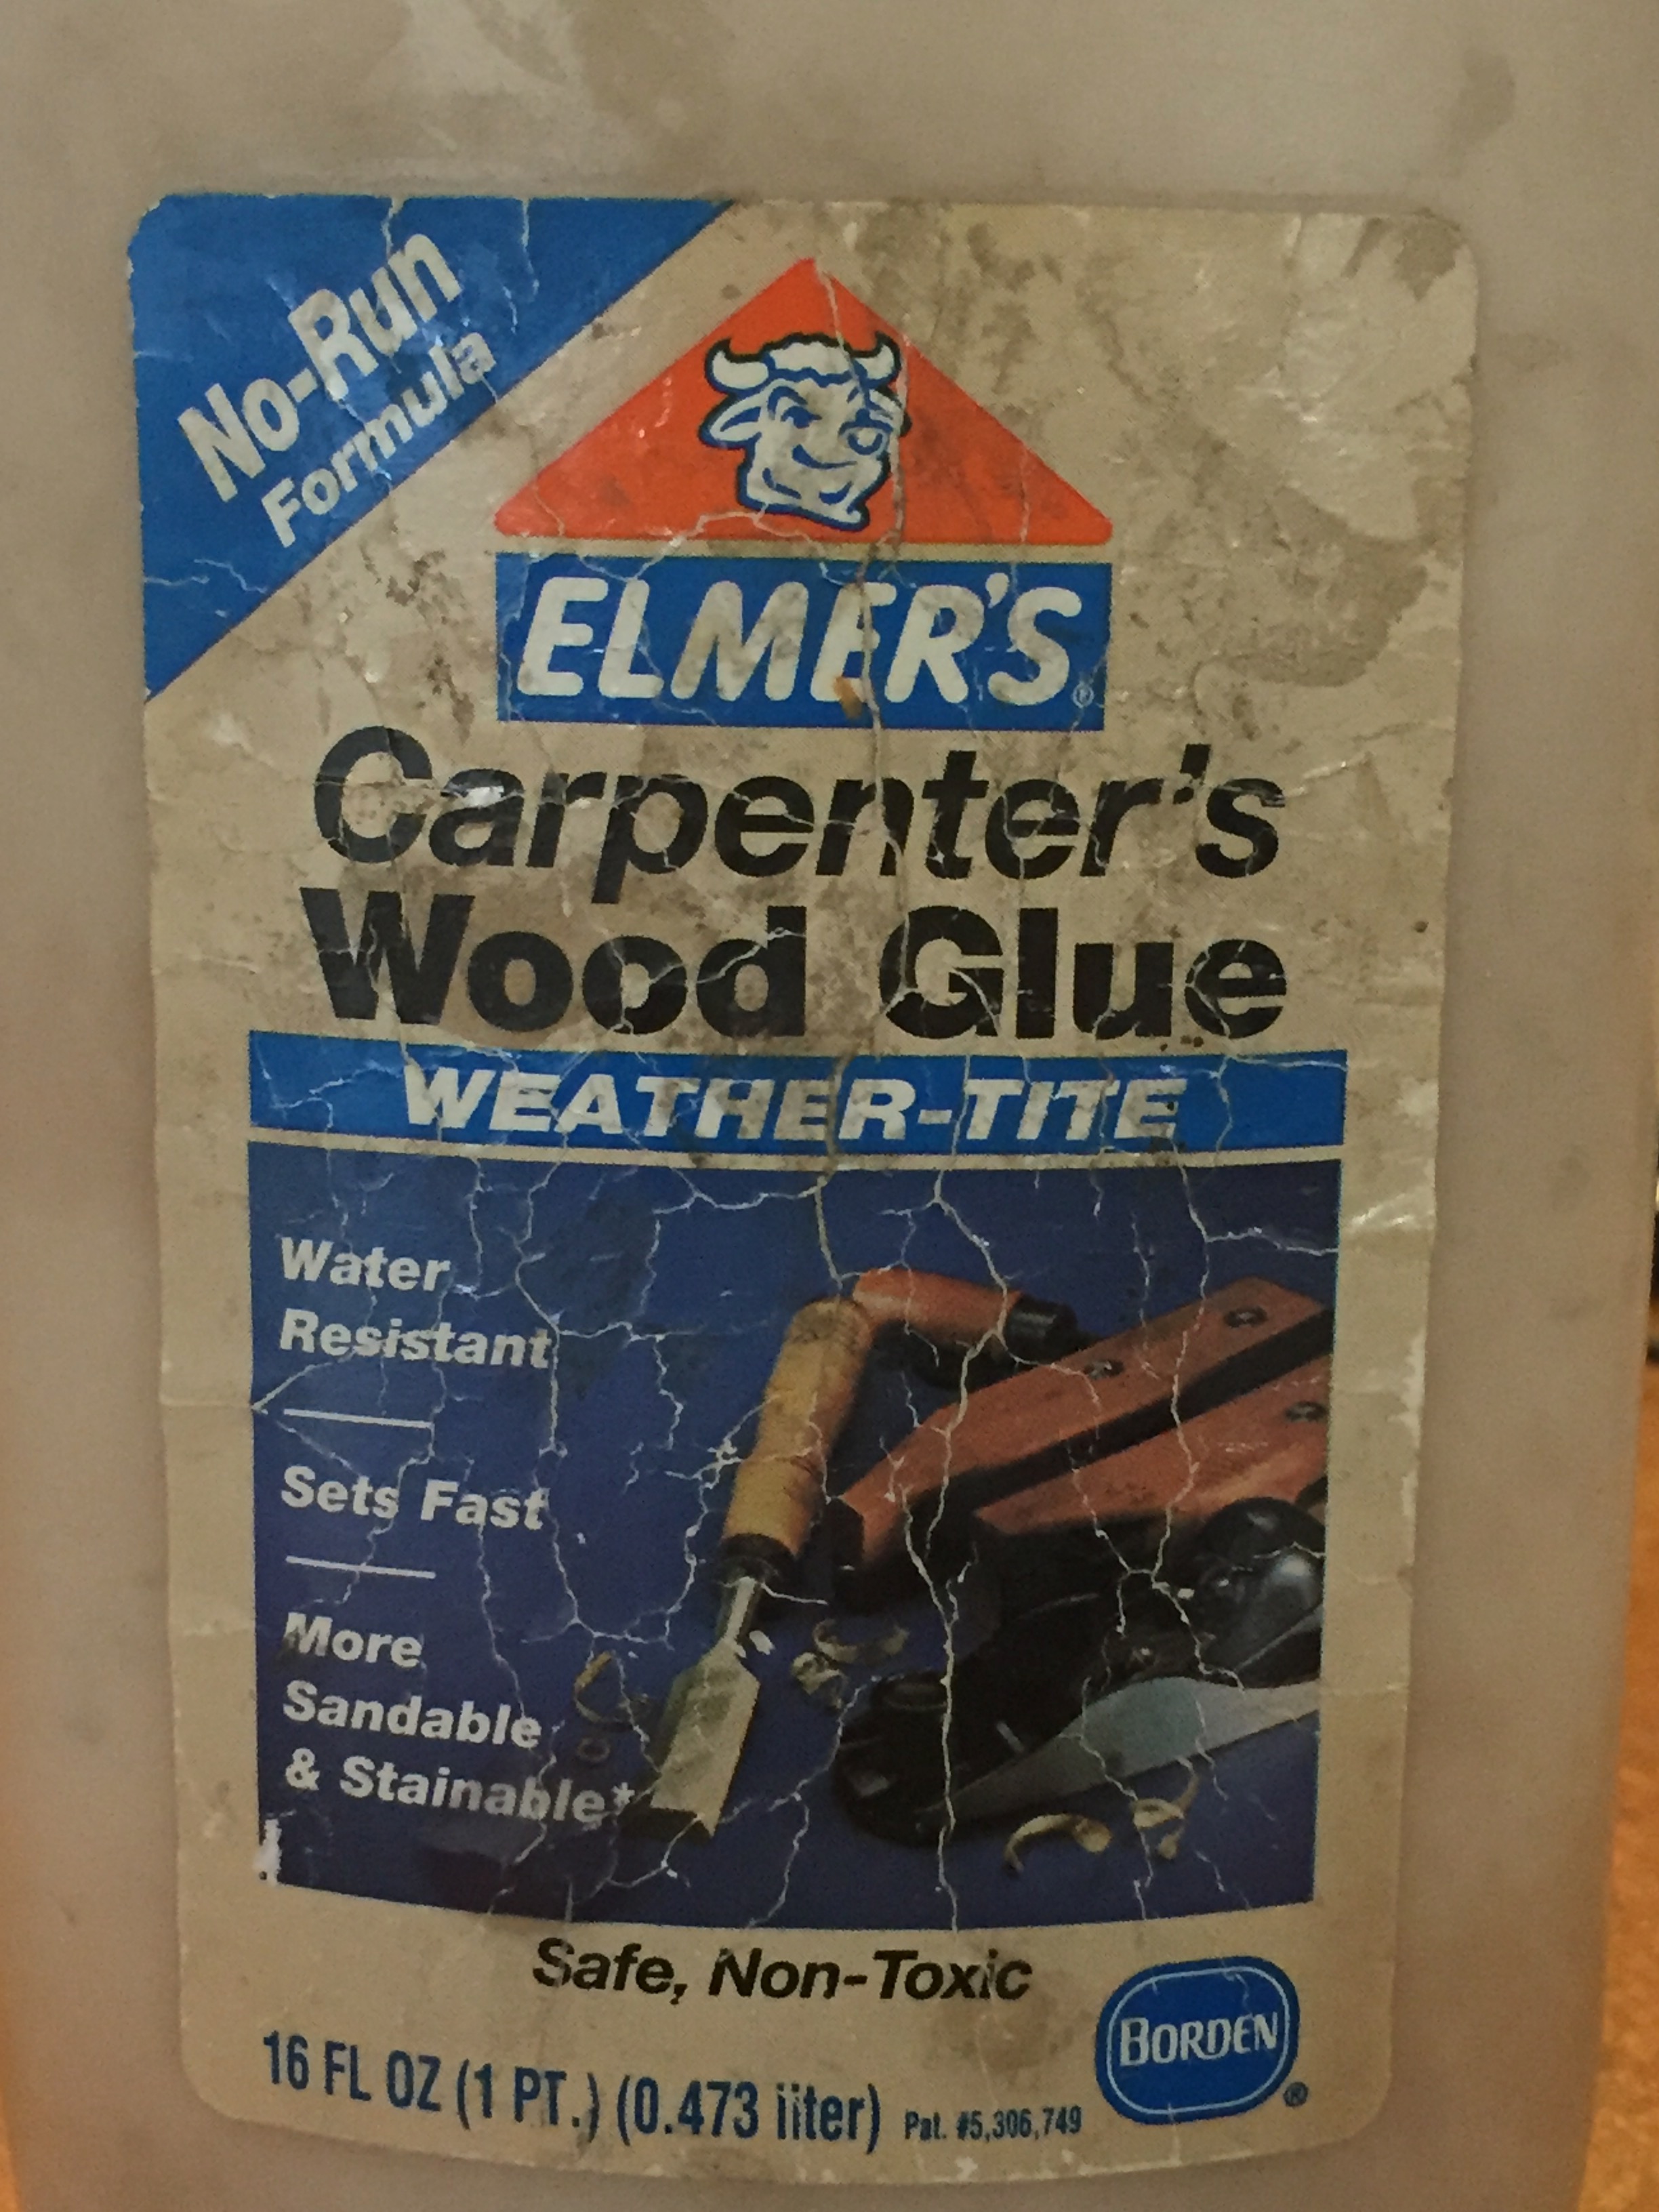 No-Run
Formula
ELMER'S®
Carpenter's
Wood Glue
WEATHER-TITE
Water
Resistant
Sets Fast
More
Sandable
& Stainable*
Safe, Non-Toxic
BORDEN®
16 FL OZ (1 PT.) (0.473 liter) Pat. #5,306,749